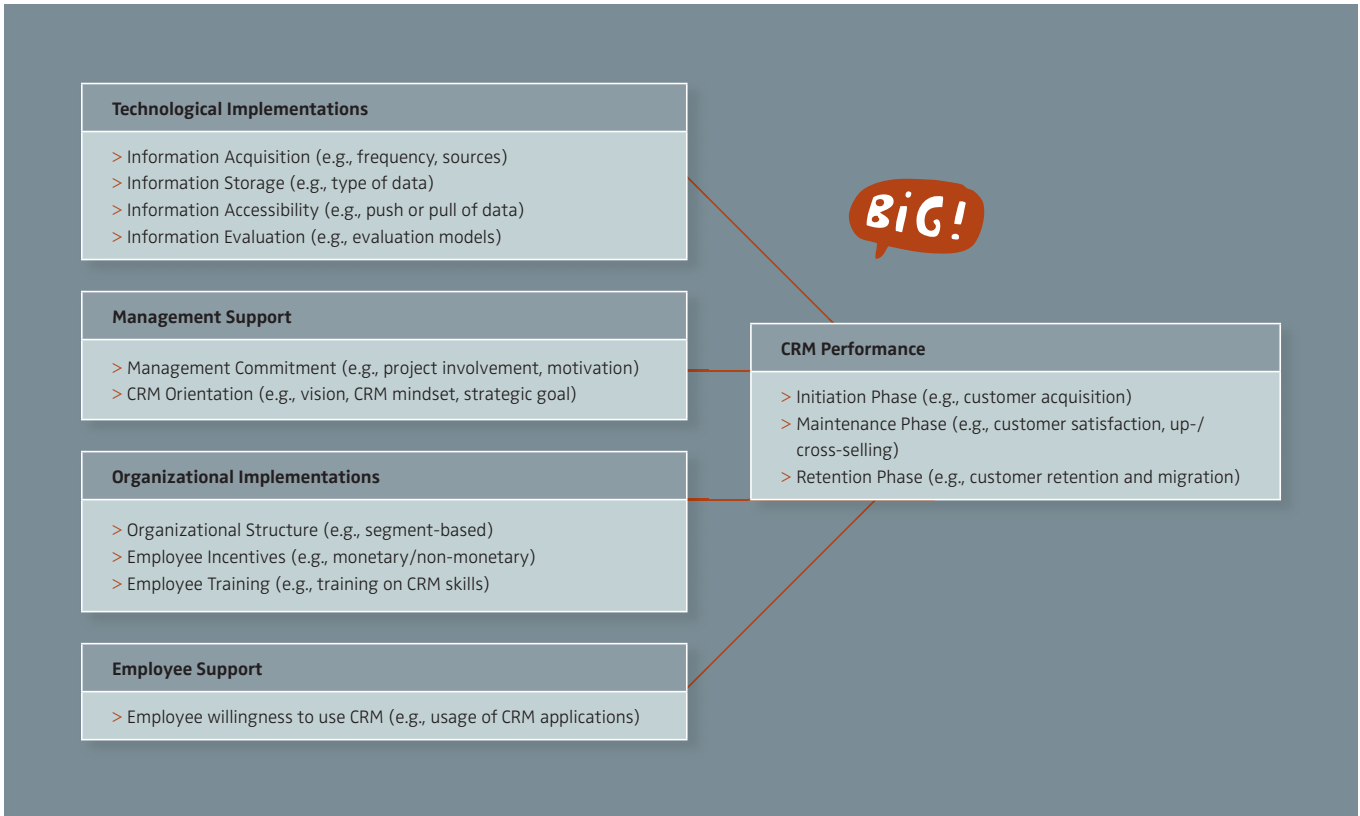 Technological Implementations
> Information Acquisition (e.g., frequency, sources)
> Information Storage (e.g., type of data)
> Information Accessibility (e.g., push or pull of data)
> Information Evaluation (e.g., evaluation models)
BiG!
Management Support
> Management Commitment (e.g., project involvement, motivation)
> CRM Orientation (e.g., vision, CRM mindset, strategic goal)
CRM Performance
> Initiation Phase (e.g., customer acquisition)
> Maintenance Phase (e.g., customer satisfaction, up-/
cross-selling)
> Retention Phase (e.g., customer retention and migration)
Organizational Implementations
> Organizational Structure (e.g., segment-based)
> Employee Incentives (e.g., monetary/non-monetary)
> Employee Training (e.g., training on CRM skills)
Employee Support
> Employee willingness to use CRM (e.g., usage of CRM applications)